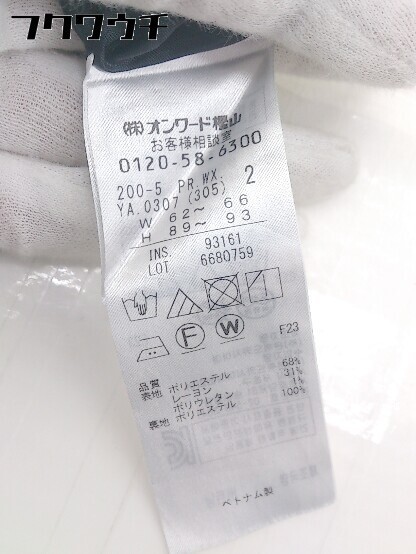 フクワウチ
(株)オンワード樫山
お客様相談室
0120-58-6300
200-5 PR.WX. 2
YA.0307 (305)
W 62～ 66
H 89～ 93
INS. 93161
LOT 6680759
F W F23
品質
表地 ポリエステル 68%
レーヨン 31%
ポリウレタン 1%
裏地 ポリエステル 100%
ベトナム製